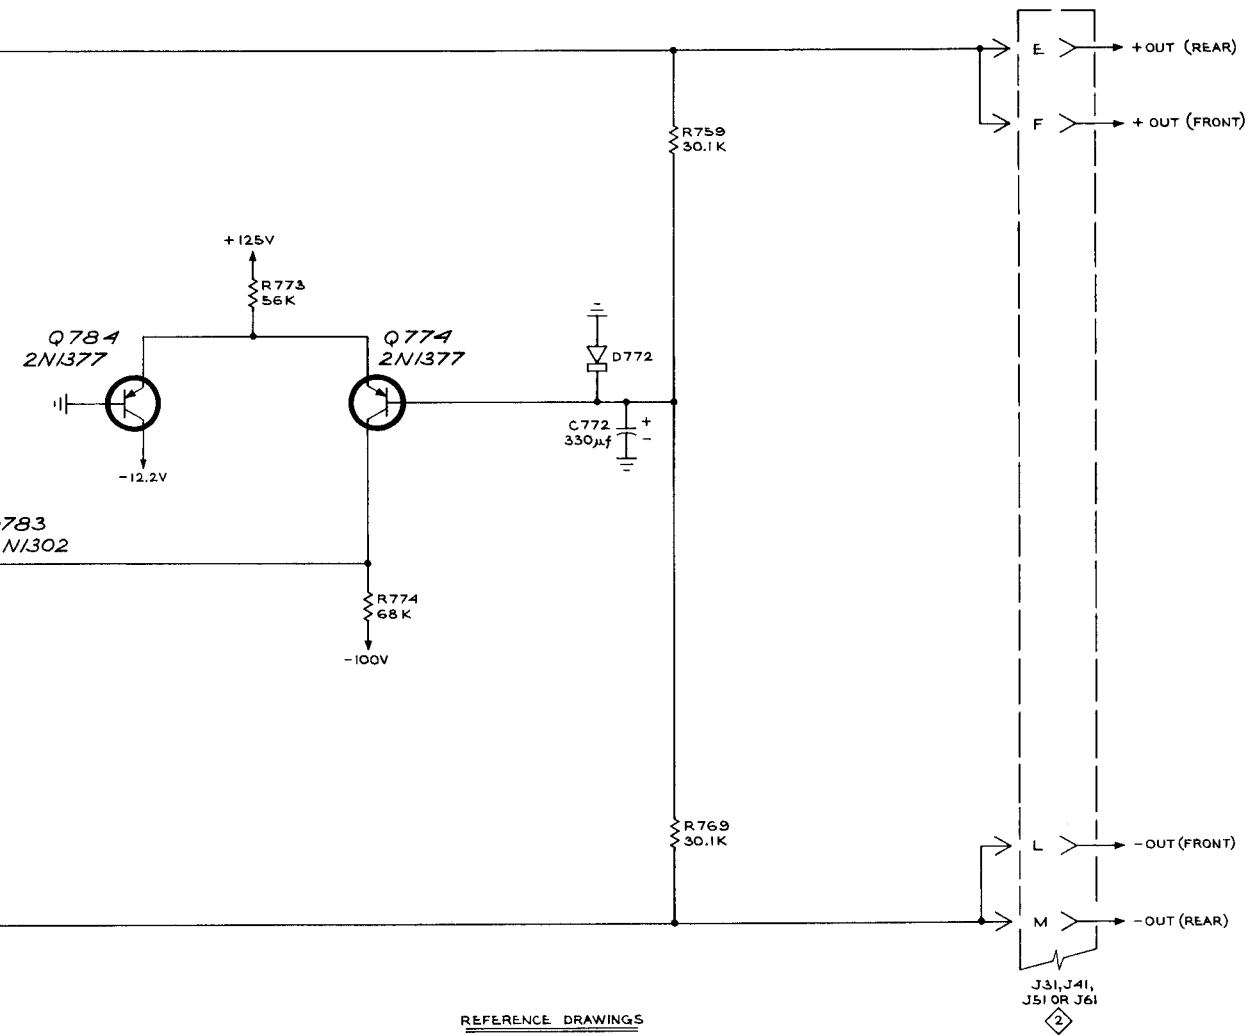 E
+OUT (REAR)
F
+ OUT (FRONT)
R759
30.1K
+125V
R773
56K
Q784
2N1377
Q774
2N1377
D772
C772
330µf
+
-
-12.2V
783
N1302
R774
68K
-100V
R769
30.1K
L
-OUT (FRONT)
M
-OUT (REAR)
J31, J41,
J51 OR J61
2
REFERENCE DRAWINGS